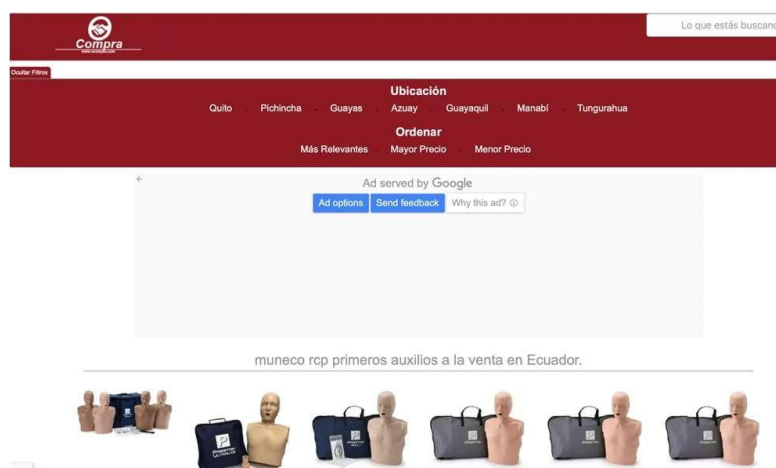 Compra
Lo que estás buscand
Ocultar Filtros
Ubicación
Quito Pichincha Guayas Azuay Guayaquil Manabí Tungurahua
Ordenar
Más Relevantes Mayor Precio Menor Precio
Ad served by Google
Ad options Send feedback Why this ad?
muneco rcp primeros auxilios a la venta en Ecuador.